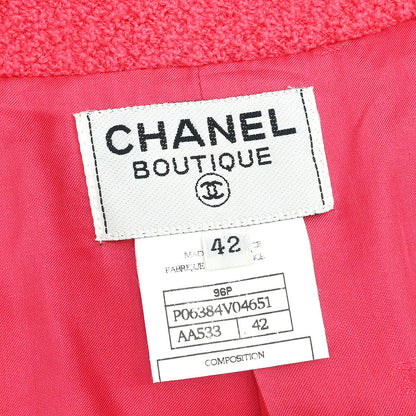 CHANEL
BOUTIQUE
42
96P
P06384V04651
AA533 42
COMPOSITION